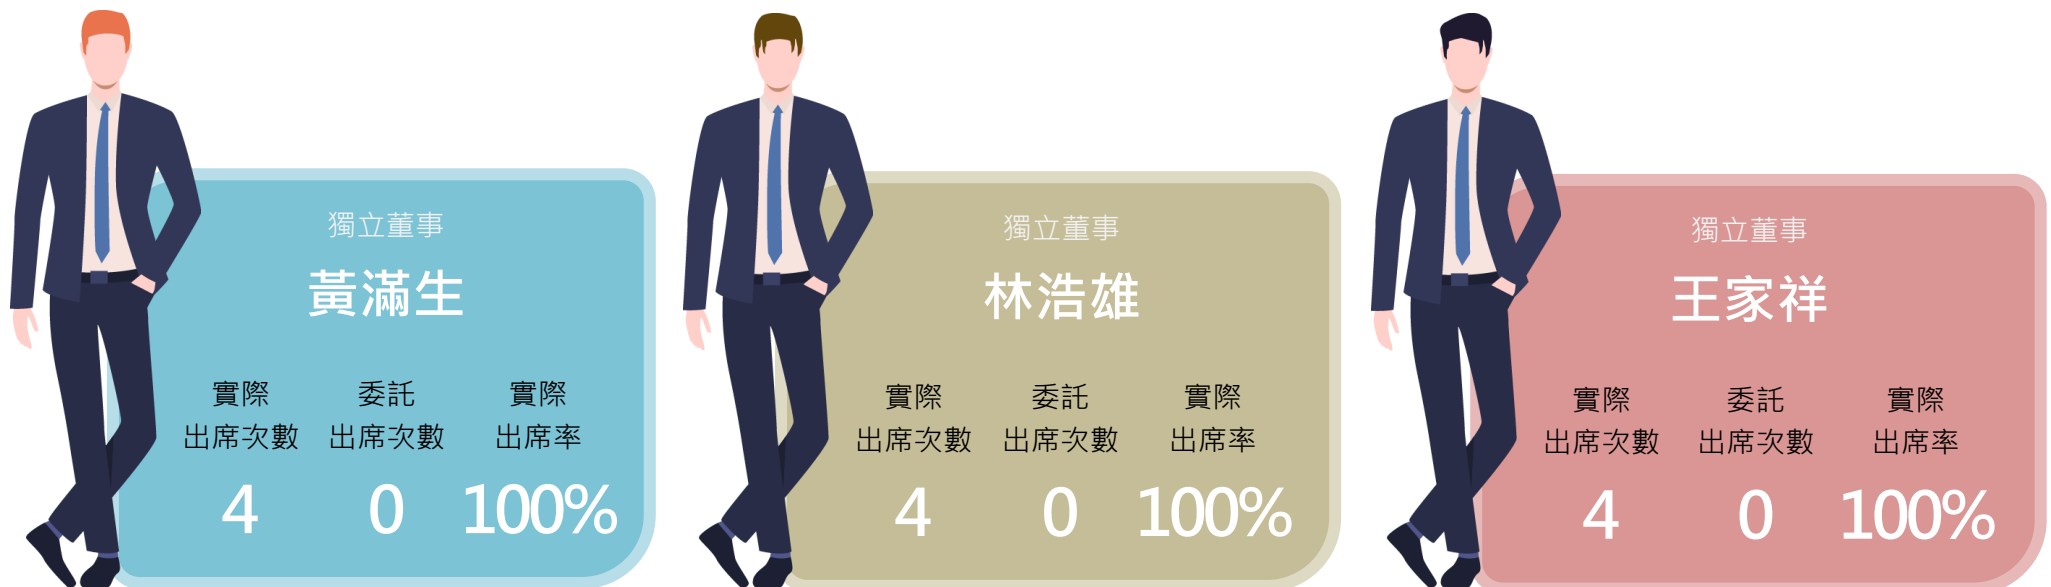 獨立董事
黃滿生
實際
出席次數
委託
出席次數
實際
出席率
4
0
100%
獨立董事
林浩雄
實際
出席次數
委託
出席次數
實際
出席率
4
0
100%
獨立董事
王家祥
實際
出席次數
委託
出席次數
實際
出席率
4
0
100%